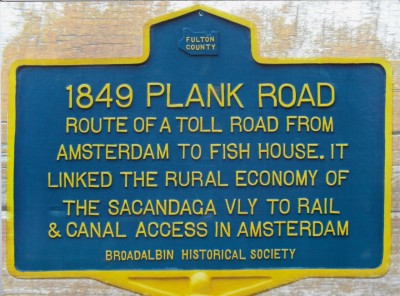 FULTON
COUNTY
1849 PLANK ROAD
ROUTE OF A TOLL ROAD FROM
AMSTERDAM TO FISH HOUSE. IT
LINKED THE RURAL ECONOMY OF
THE SACANDAGA VLY TO RAIL
& CANAL ACCESS IN AMSTERDAM
BROADALBIN HISTORICAL SOCIETY